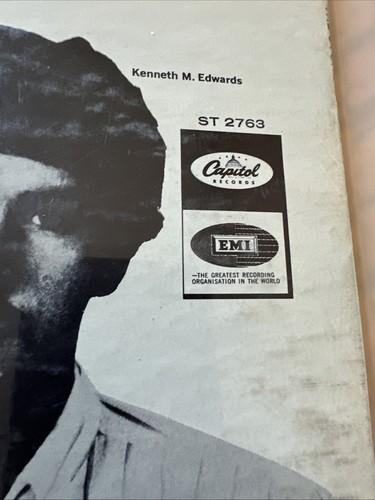 Kenneth M. Edwards
ST 2763
Capitol
RECORDS
EMI
—THE GREATEST RECORDING
ORGANISATION IN THE WORLD